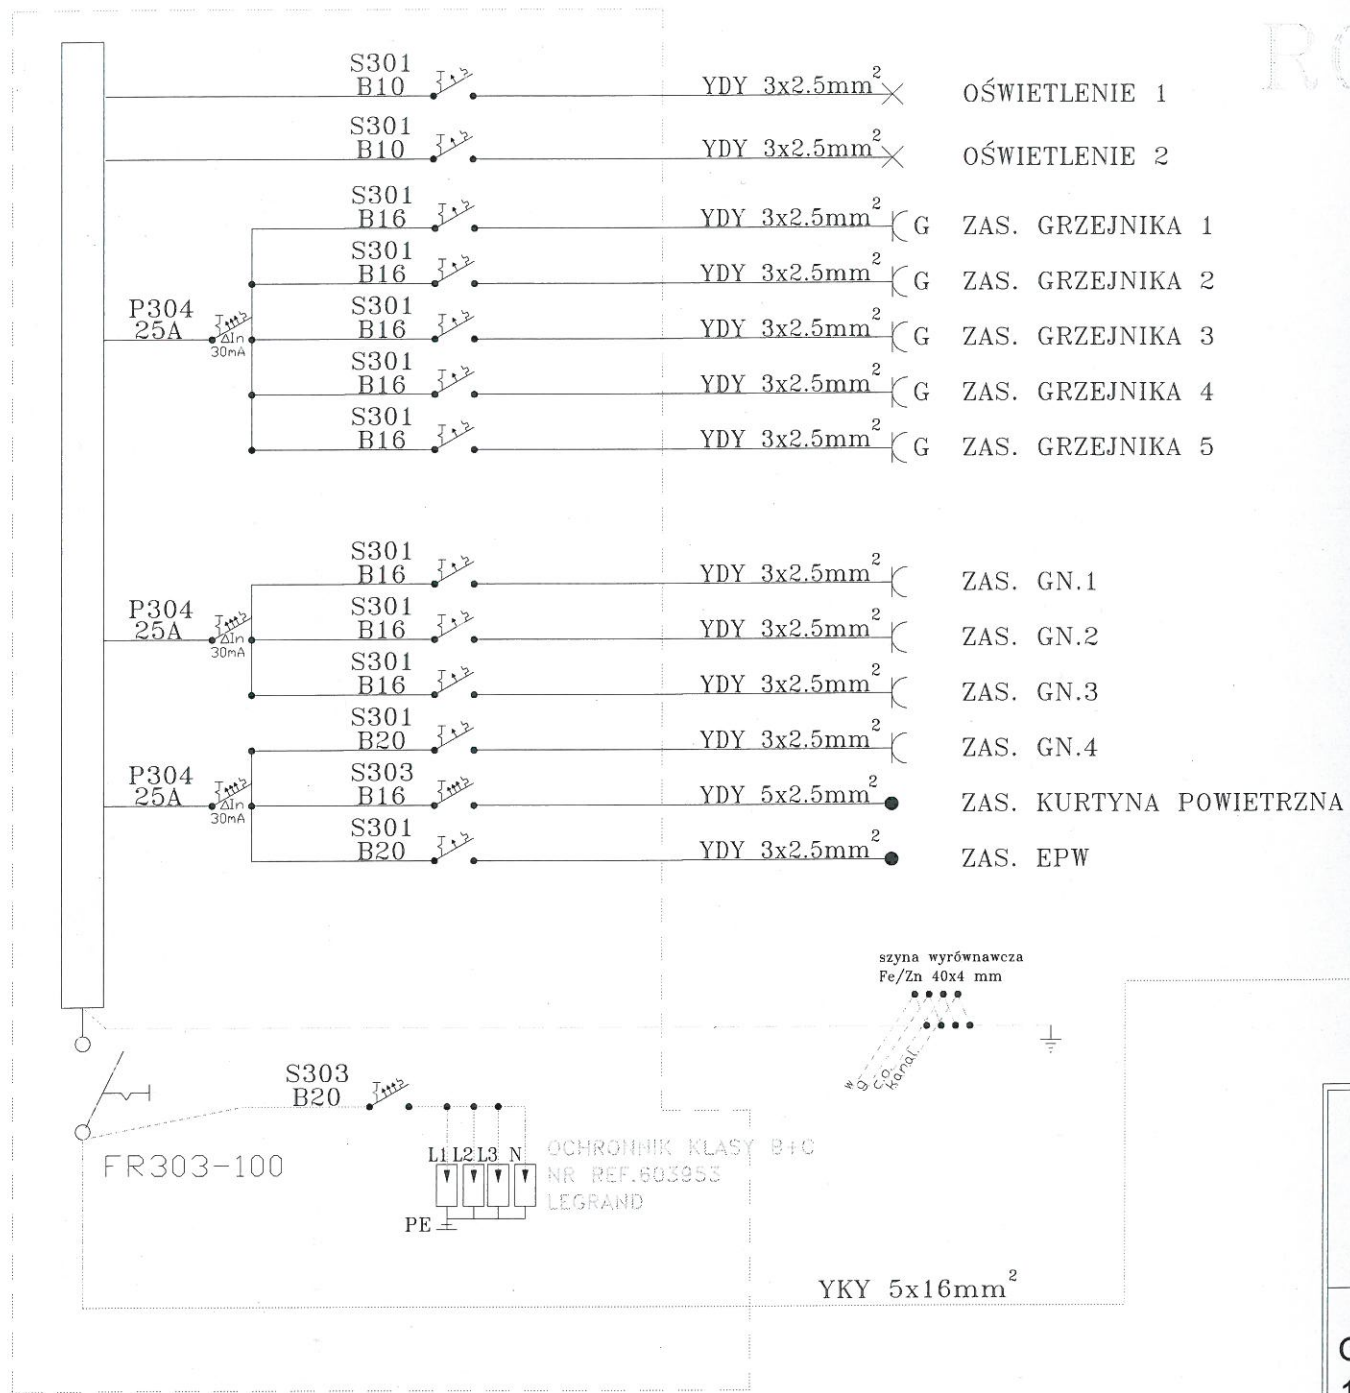 S301
B10
YDY 3x2.5mm²
OŚWIETLENIE 1
S301
B10
YDY 3x2.5mm²
OŚWIETLENIE 2
S301
B16
YDY 3x2.5mm²
G ZAS. GRZEJNIKA 1
S301
B16
YDY 3x2.5mm²
G ZAS. GRZEJNIKA 2
P304
25A
ΔIn
30mA
S301
B16
YDY 3x2.5mm²
G ZAS. GRZEJNIKA 3
S301
B16
YDY 3x2.5mm²
G ZAS. GRZEJNIKA 4
S301
B16
YDY 3x2.5mm²
G ZAS. GRZEJNIKA 5
S301
B16
YDY 3x2.5mm²
ZAS. GN.1
P304
25A
ΔIn
30mA
S301
B16
YDY 3x2.5mm²
ZAS. GN.2
S301
B16
YDY 3x2.5mm²
ZAS. GN.3
S301
B20
YDY 3x2.5mm²
ZAS. GN.4
P304
25A
ΔIn
30mA
S303
B16
YDY 5x2.5mm²
ZAS. KURTYNA POWIETRZNA
S301
B20
YDY 3x2.5mm²
ZAS. EPW
szyna wyrównawcza
Fe/Zn 40x4 mm
w
g
c.o.
kanal.
S303
B20
FR303-100
L1 L2 L3 N
PE
OCHRONNIK KLASY B+C
NR REF.603953
LEGRAND
YKY 5x16mm²